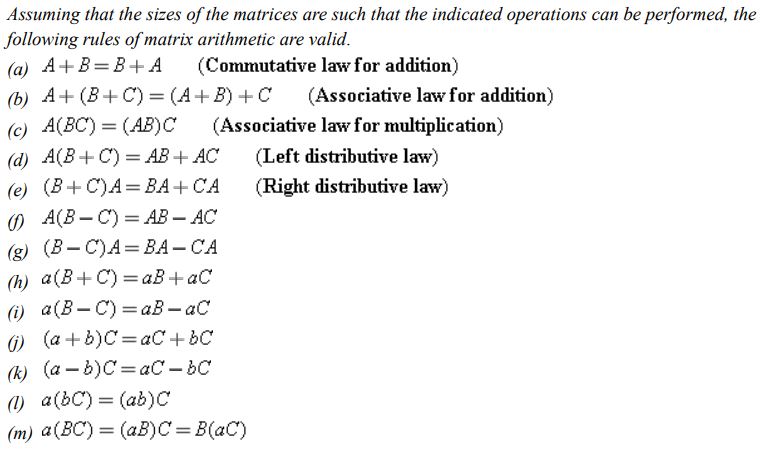 Assuming that the sizes of the matrices are such that the indicated operations can be performed, the
following rules of matrix arithmetic are valid.
(a) A + B = B + A (Commutative law for addition)
(b) A + (B + C) = (A + B) + C (Associative law for addition)
(c) A(BC) = (AB)C (Associative law for multiplication)
(d) A(B + C) = AB + AC (Left distributive law)
(e) (B + C)A = BA + CA (Right distributive law)
(f) A(B − C) = AB − AC
(g) (B − C)A = BA − CA
(h) a(B + C) = aB + aC
(i) a(B − C) = aB − aC
(j) (a + b)C = aC + bC
(k) (a − b)C = aC − bC
(l) a(bC) = (ab)C
(m) a(BC) = (aB)C = B(aC)